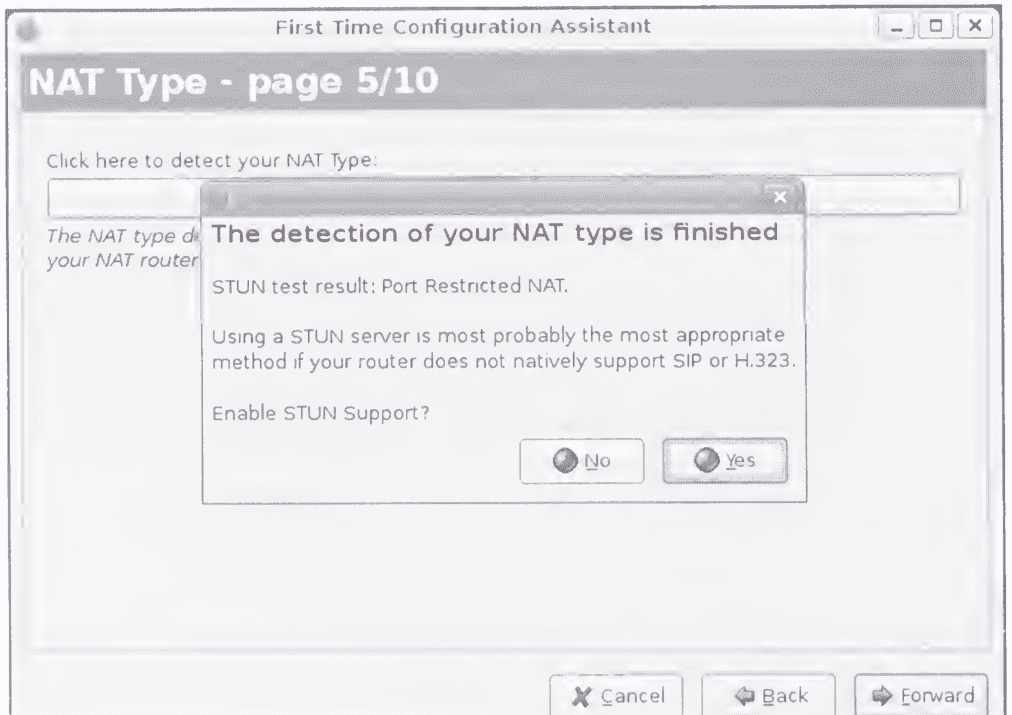 First Time Configuration Assistant
NAT Type - page 5/10
Click here to detect your NAT Type:
The NAT type d
your NAT router
The detection of your NAT type is finished
STUN test result: Port Restricted NAT.
Using a STUN server is most probably the most appropriate
method if your router does not natively support SIP or H.323.
Enable STUN Support?
No Yes
Cancel Back Forward